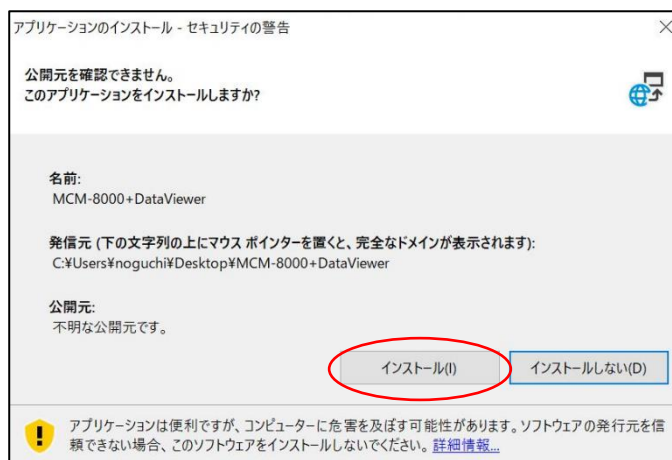 アプリケーションのインストール - セキュリティの警告
公開元を確認できません。
このアプリケーションをインストールしますか?
名前:
MCM-8000+DataViewer
発信元 (下の文字列の上にマウス ポインターを置くと、完全なドメインが表示されます):
C:¥Users¥noguchi¥Desktop¥MCM-8000+DataViewer
公開元:
不明な公開元です。
インストール(I)
インストールしない(D)
アプリケーションは便利ですが、コンピューターに危害を及ぼす可能性があります。ソフトウェアの発行元を信
頼できない場合、このソフトウェアをインストールしないでください。 詳細情報...